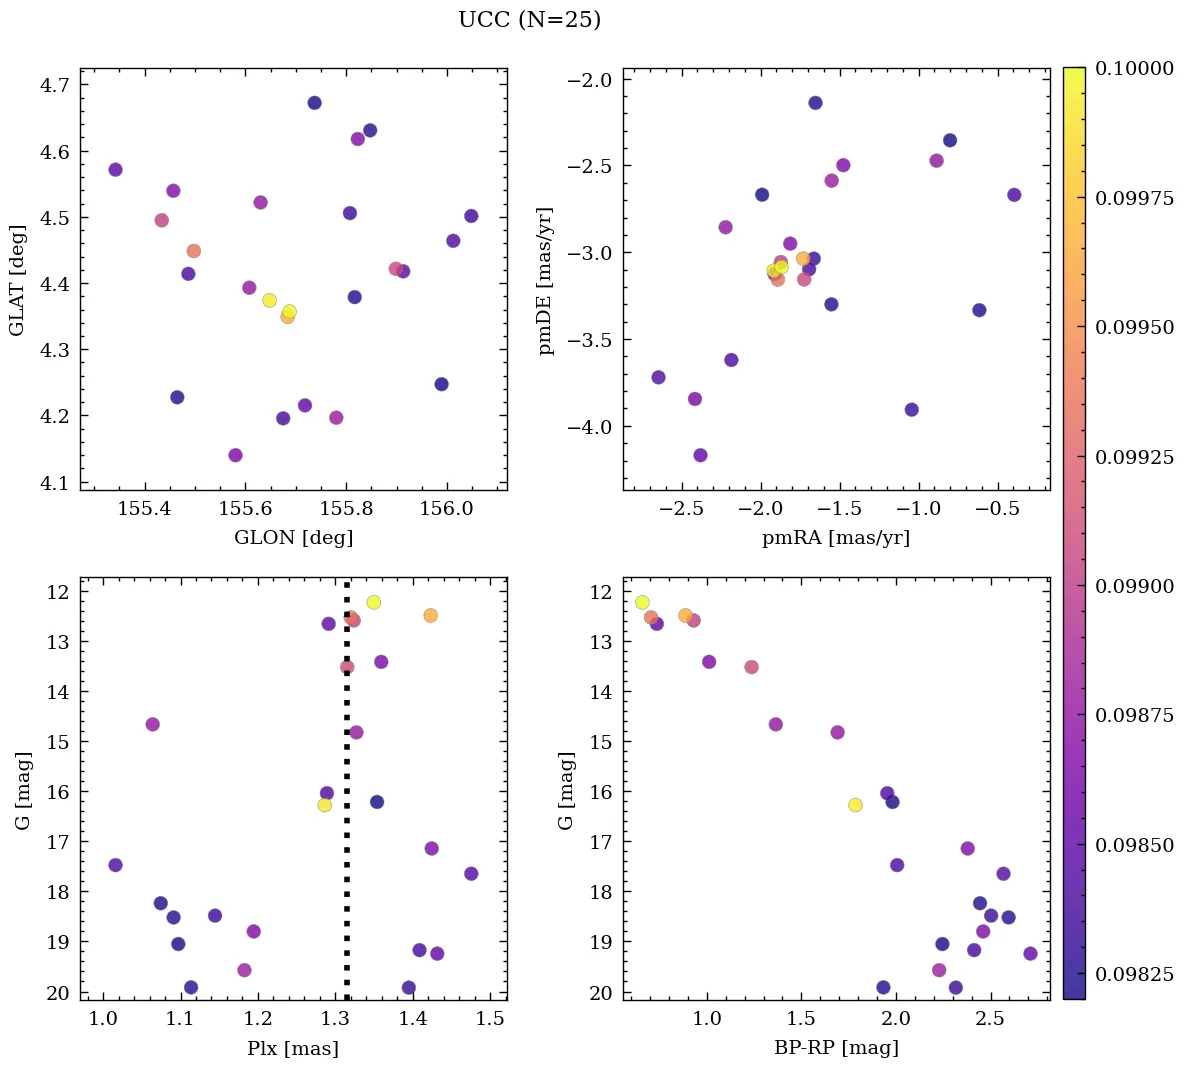 UCC (N=25)
4.7
4.6
4.5
4.4
4.3
4.2
4.1
GLAT [deg]
155.4 155.6 155.8 156.0
GLON [deg]
−2.0
−2.5
−3.0
−3.5
−4.0
pmDE [mas/yr]
−2.5 −2.0 −1.5 −1.0 −0.5
pmRA [mas/yr]
12
13
14
15
16
17
18
19
20
G [mag]
1.0 1.1 1.2 1.3 1.4 1.5
Plx [mas]
12
13
14
15
16
17
18
19
20
G [mag]
1.0 1.5 2.0 2.5
BP-RP [mag]
0.10000
0.09975
0.09950
0.09925
0.09900
0.09875
0.09850
0.09825